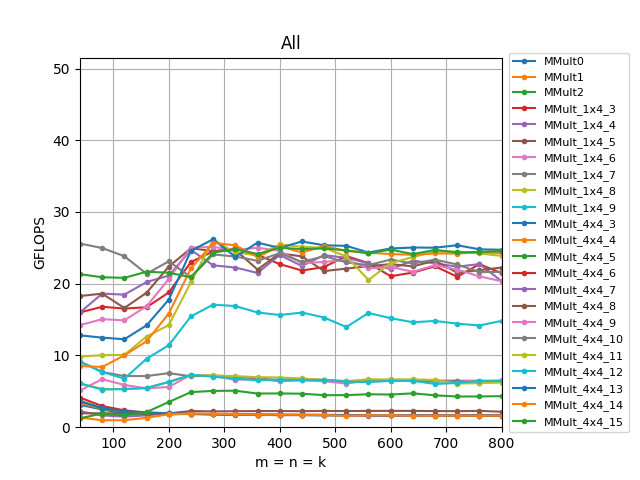 All
50
40
30
20
10
0
GFLOPS
100
200
300
400
500
600
700
800
m = n = k
MMult0
MMult1
MMult2
MMult_1x4_3
MMult_1x4_4
MMult_1x4_5
MMult_1x4_6
MMult_1x4_7
MMult_1x4_8
MMult_1x4_9
MMult_4x4_3
MMult_4x4_4
MMult_4x4_5
MMult_4x4_6
MMult_4x4_7
MMult_4x4_8
MMult_4x4_9
MMult_4x4_10
MMult_4x4_11
MMult_4x4_12
MMult_4x4_13
MMult_4x4_14
MMult_4x4_15